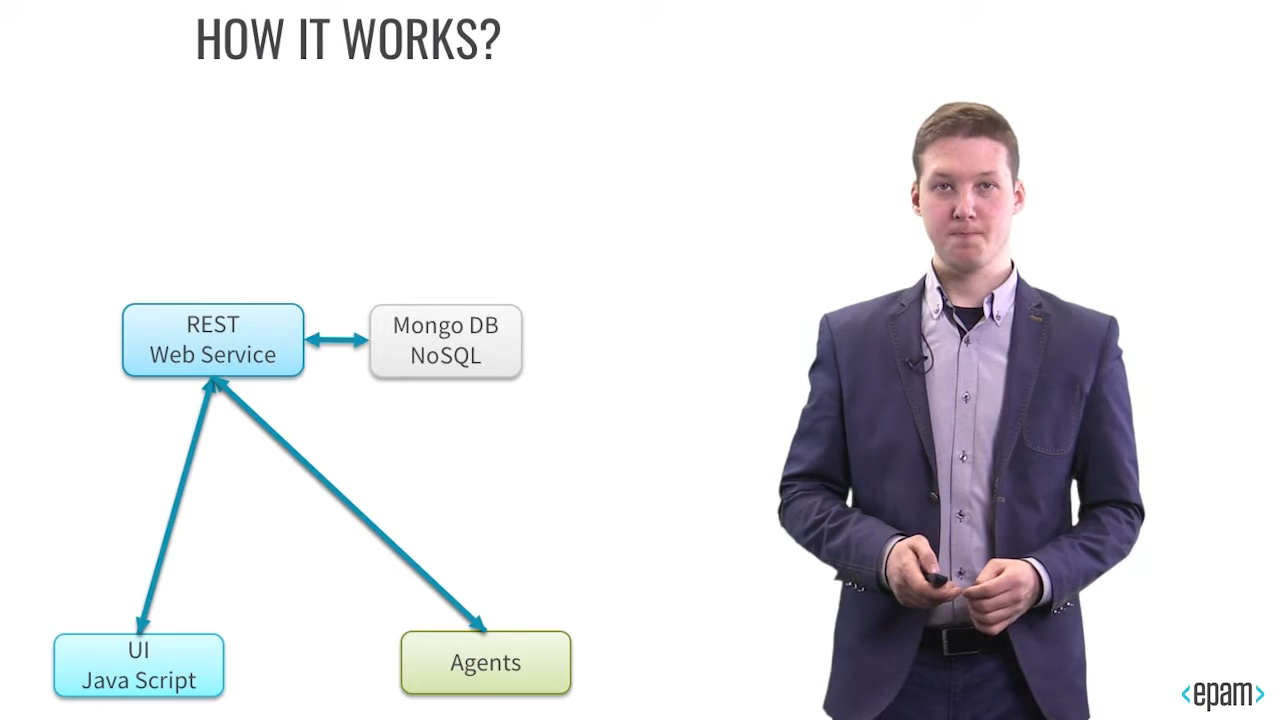 HOW IT WORKS?
REST
Web Service
Mongo DB
NoSQL
UI
Java Script
Agents
<epam>